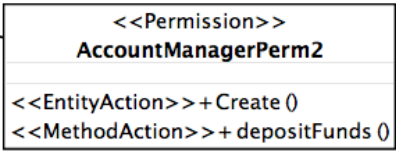 <<Permission>>
AccountManagerPerm2
<<EntityAction>>+Create ()
<<MethodAction>>+depositFunds ()